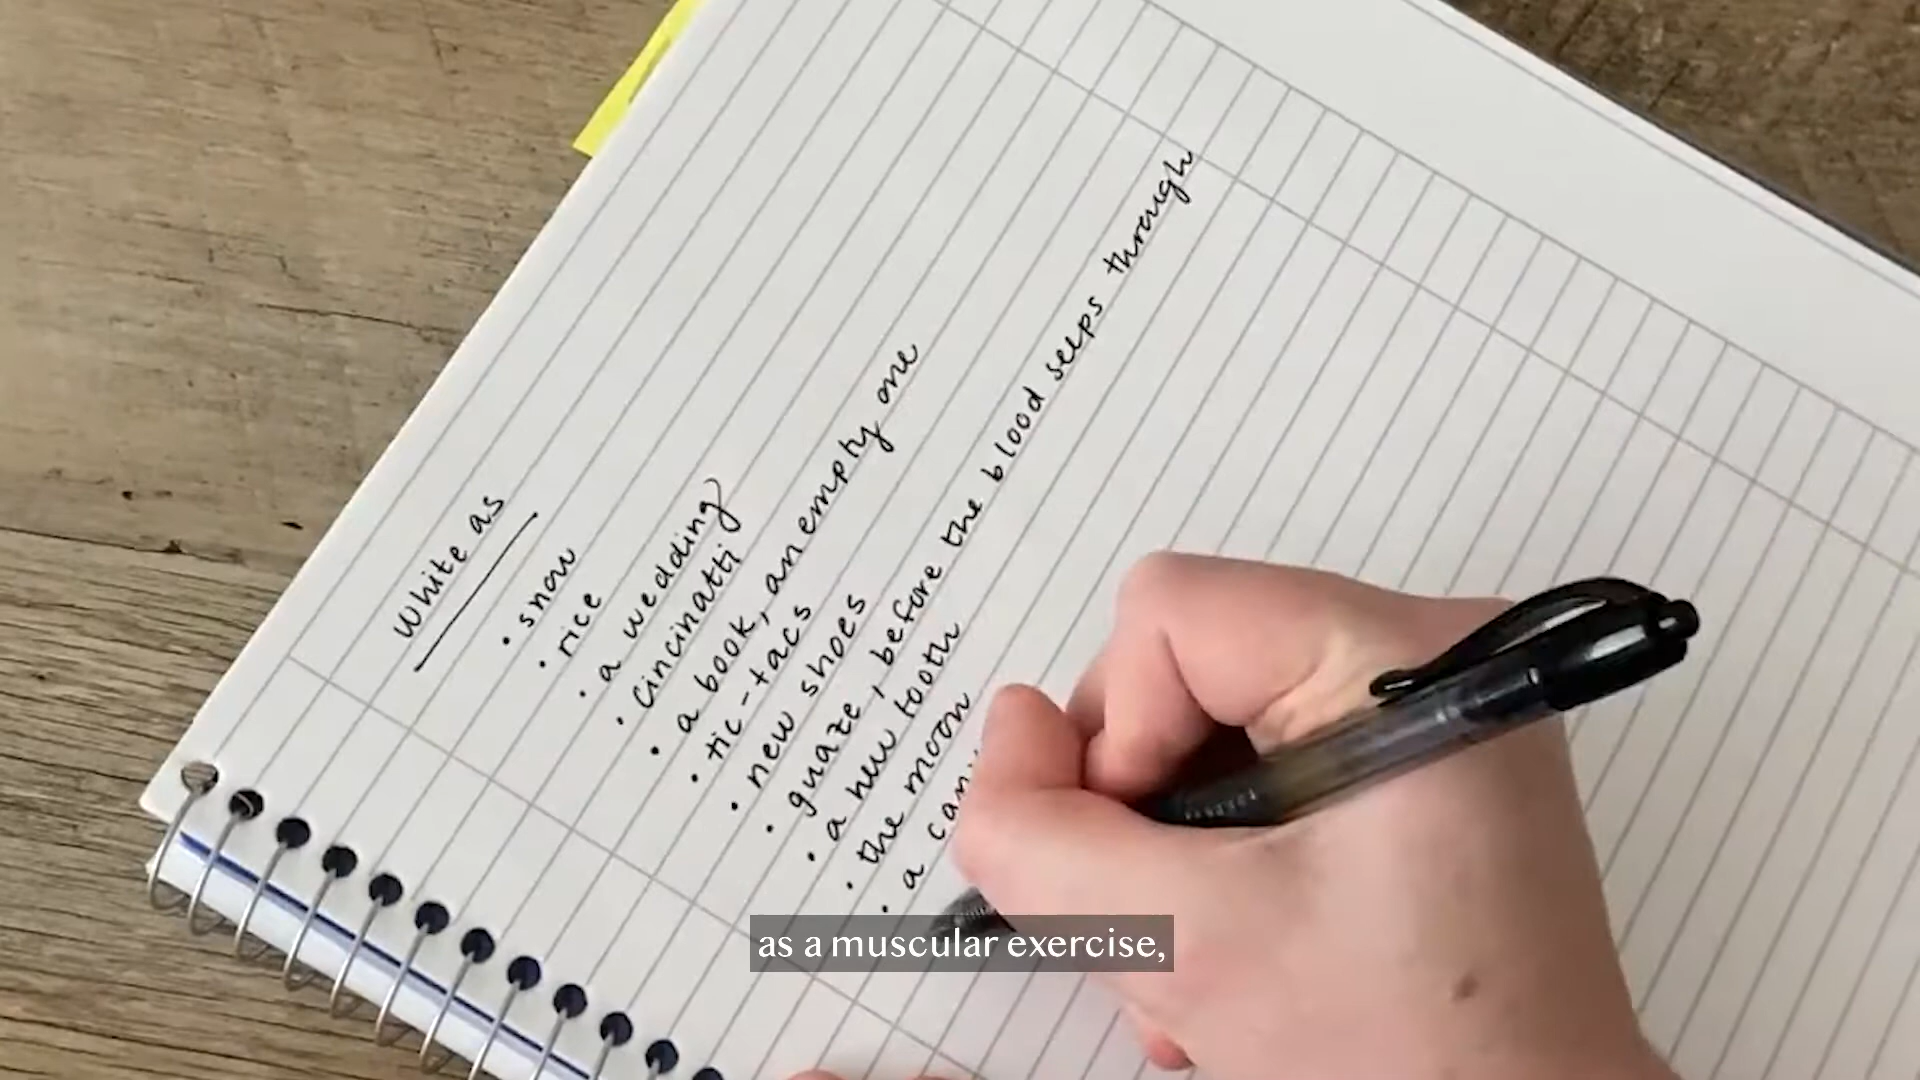 White as
• snow
• rice
• a wedding
• Cincinatti
• a book, an empty one
• tic-tacs
• new shoes
• guaze, before the blood seeps through
• a new tooth
• the moon
• a
as a muscular exercise,